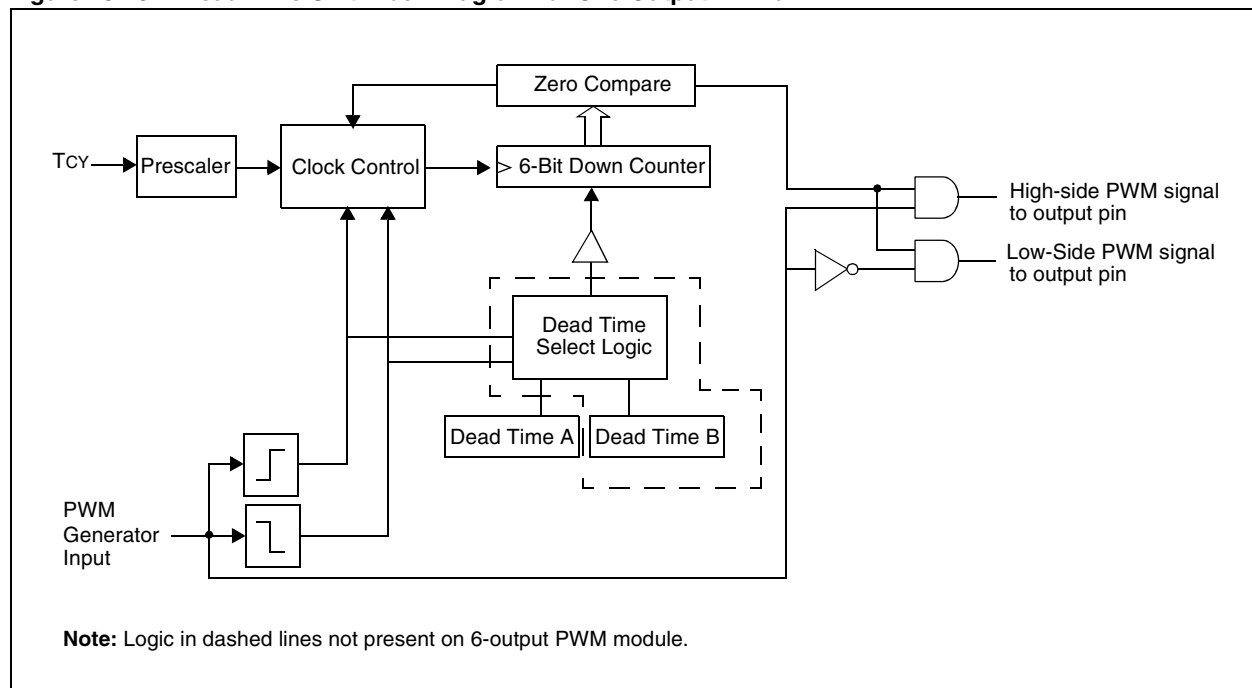 Zero Compare
TCY
Prescaler
Clock Control
6-Bit Down Counter
High-side PWM signal
to output pin
Low-Side PWM signal
to output pin
Dead Time
Select Logic
Dead Time A
Dead Time B
PWM
Generator
Input
Note: Logic in dashed lines not present on 6-output PWM module.